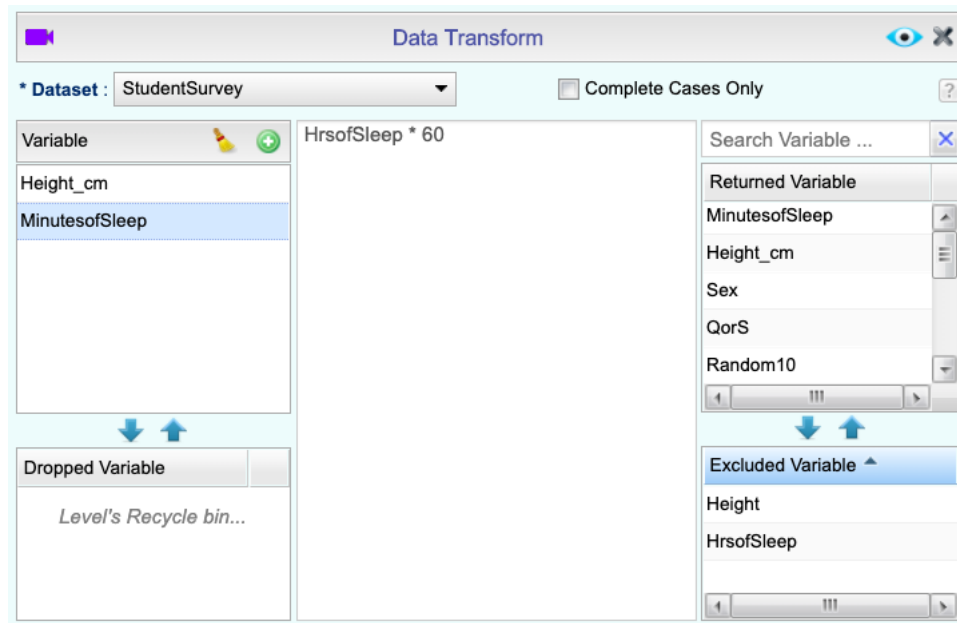 Data Transform
* Dataset : StudentSurvey
Complete Cases Only
?
Variable
Height_cm
MinutesofSleep
HrsofSleep * 60
Search Variable ...
Returned Variable
MinutesofSleep
Height_cm
Sex
QorS
Random10
Dropped Variable
Level's Recycle bin...
Excluded Variable
Height
HrsofSleep